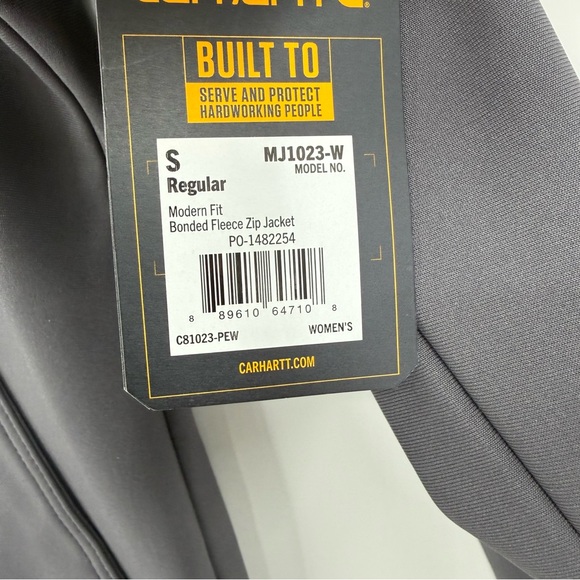 carhartt®
BUILT TO
SERVE AND PROTECT
HARDWORKING PEOPLE
S MJ1023-W
MODEL NO.
Regular
Modern Fit
Bonded Fleece Zip Jacket
PO-1482254
8 89610 64710 8
C81023-PEW WOMEN'S
CARHARTT.COM